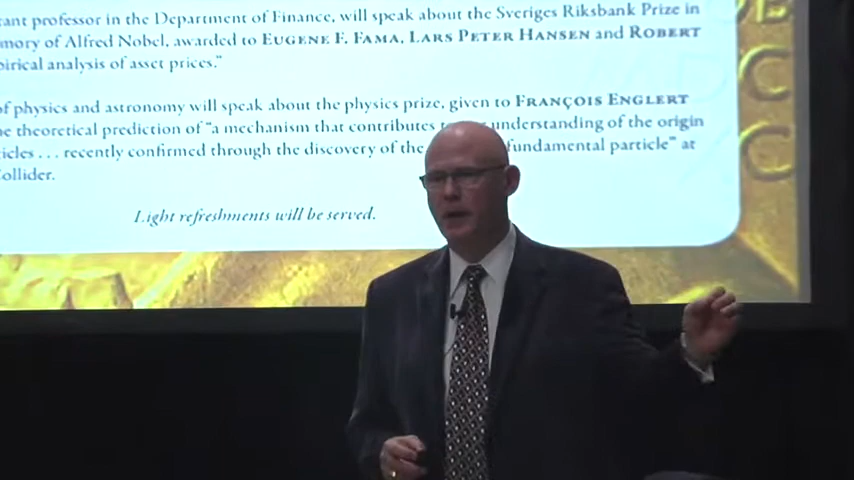 ant professor in the Department of Finance, will speak about the Sveriges Riksbank Prize in
mory of Alfred Nobel, awarded to EUGENE F. FAMA, LARS PETER HANSEN and ROBERT
irical analysis of asset prices."
of physics and astronomy will speak about the physics prize, given to FRANÇOIS ENGLERT
e theoretical prediction of "a mechanism that contributes understanding of the origin
icles . . . recently confirmed through the discovery of the fundamental particle" at
ollider.
Light refreshments will be served.